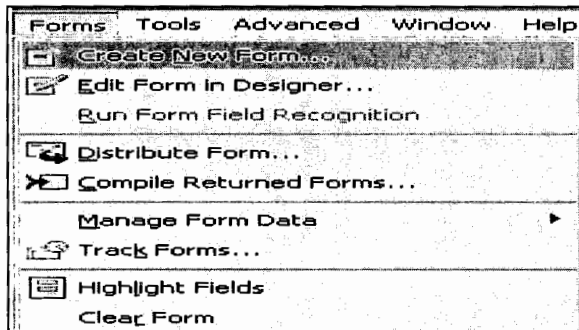 Forms Tools Advanced Window Help
Create New Form...
Edit Form in Designer...
Run Form Field Recognition
Distribute Form...
Compile Returned Forms...
Manage Form Data
Track Forms...
Highlight Fields
Clear Form